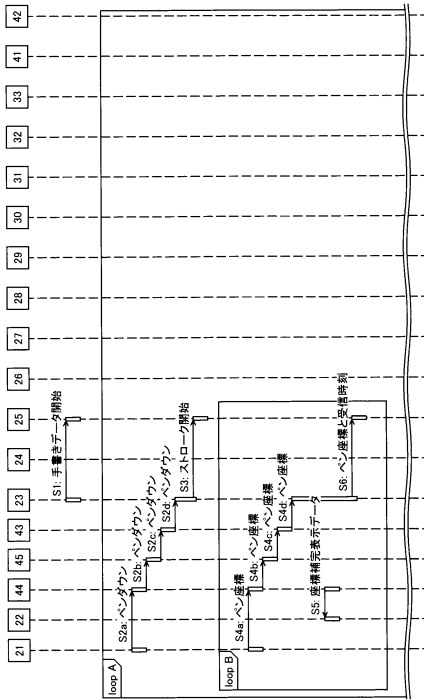 21
22
44
45
43
23
24
25
26
27
28
29
30
31
32
33
41
42
S1: 手書きデータ開始
loop A
S2a: ペンダウン
S2b: ペンダウン
S2c: ペンダウン
S2d: ペンダウン
S3: ストローク開始
loop B
S4a: ペン座標
S4b: ペン座標
S4c: ペン座標
S4d: ペン座標
S5: 座標補完表示データ
S6: ペン座標と受信時刻